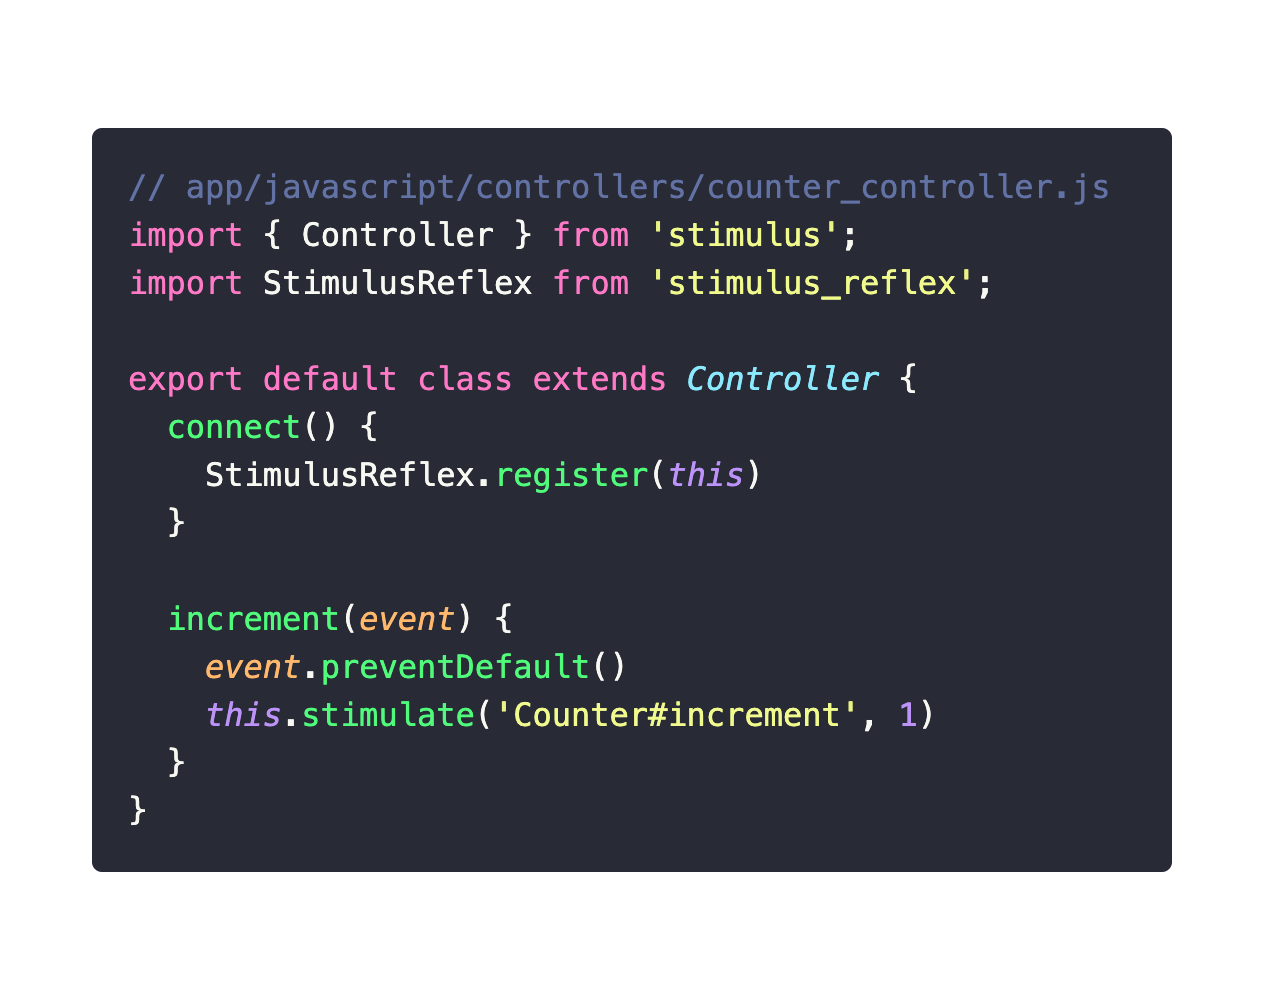 // app/javascript/controllers/counter_controller.js
import { Controller } from 'stimulus';
import StimulusReflex from 'stimulus_reflex';

export default class extends Controller {
  connect() {
    StimulusReflex.register(this)
  }

  increment(event) {
    event.preventDefault()
    this.stimulate('Counter#increment', 1)
  }
}